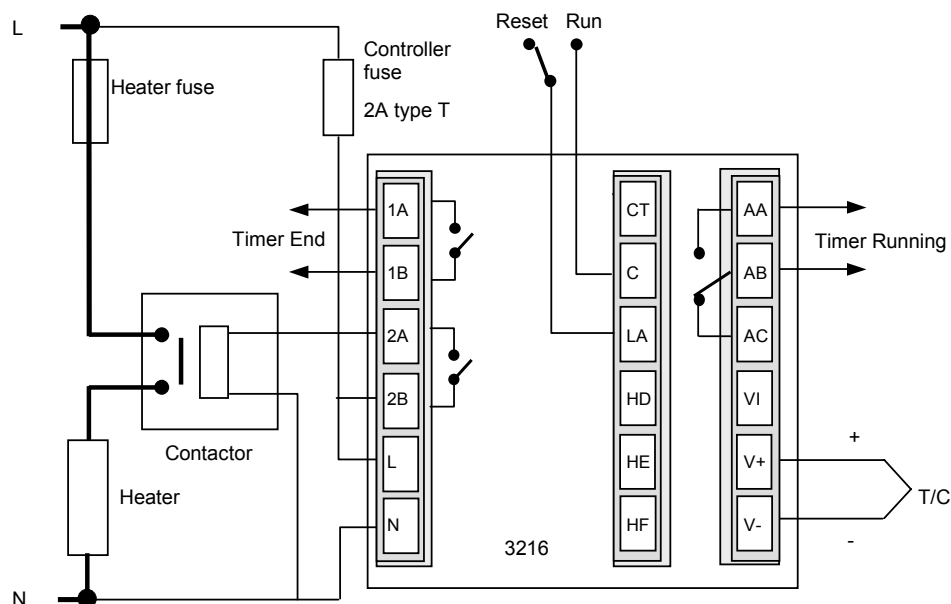 L
Reset Run
Heater fuse
Controller
fuse
2A type T
1A
1B
2A
2B
L
N
Timer End
CT
C
LA
HD
HE
HF
AA
AB
AC
VI
V+
V-
Timer Running
Contactor
Heater
+
T/C
-
3216
N